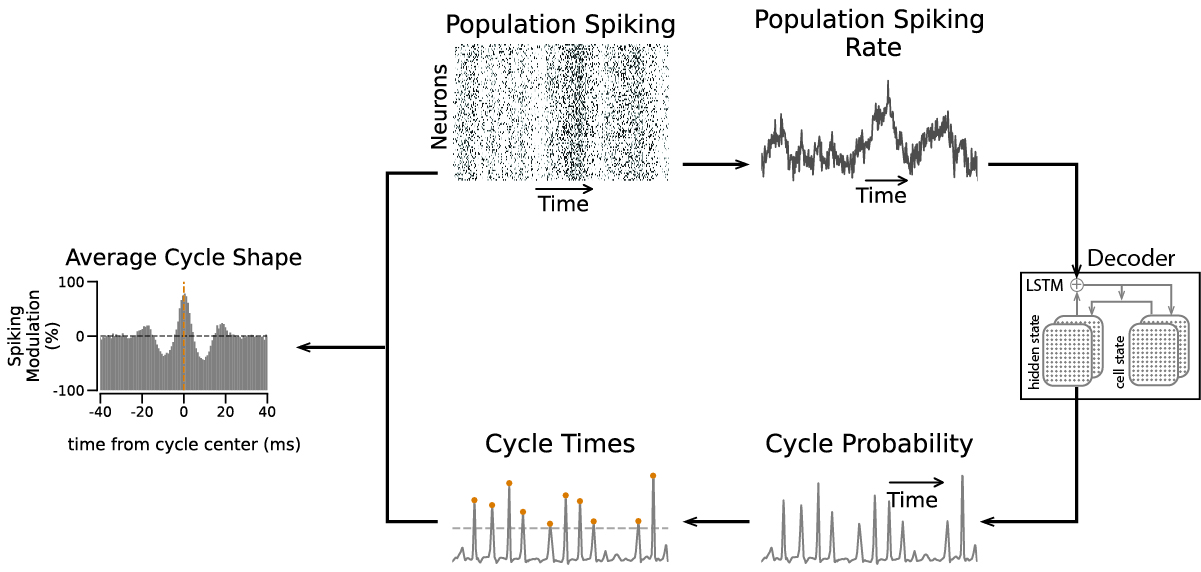 Population Spiking
Neurons
Time
Population Spiking
Rate
Time
Decoder
LSTM
hidden state
cell state
Average Cycle Shape
Spiking
Modulation
(%)
100
0
-100
-40
-20
0
20
40
time from cycle center (ms)
Cycle Times
Cycle Probability
Time